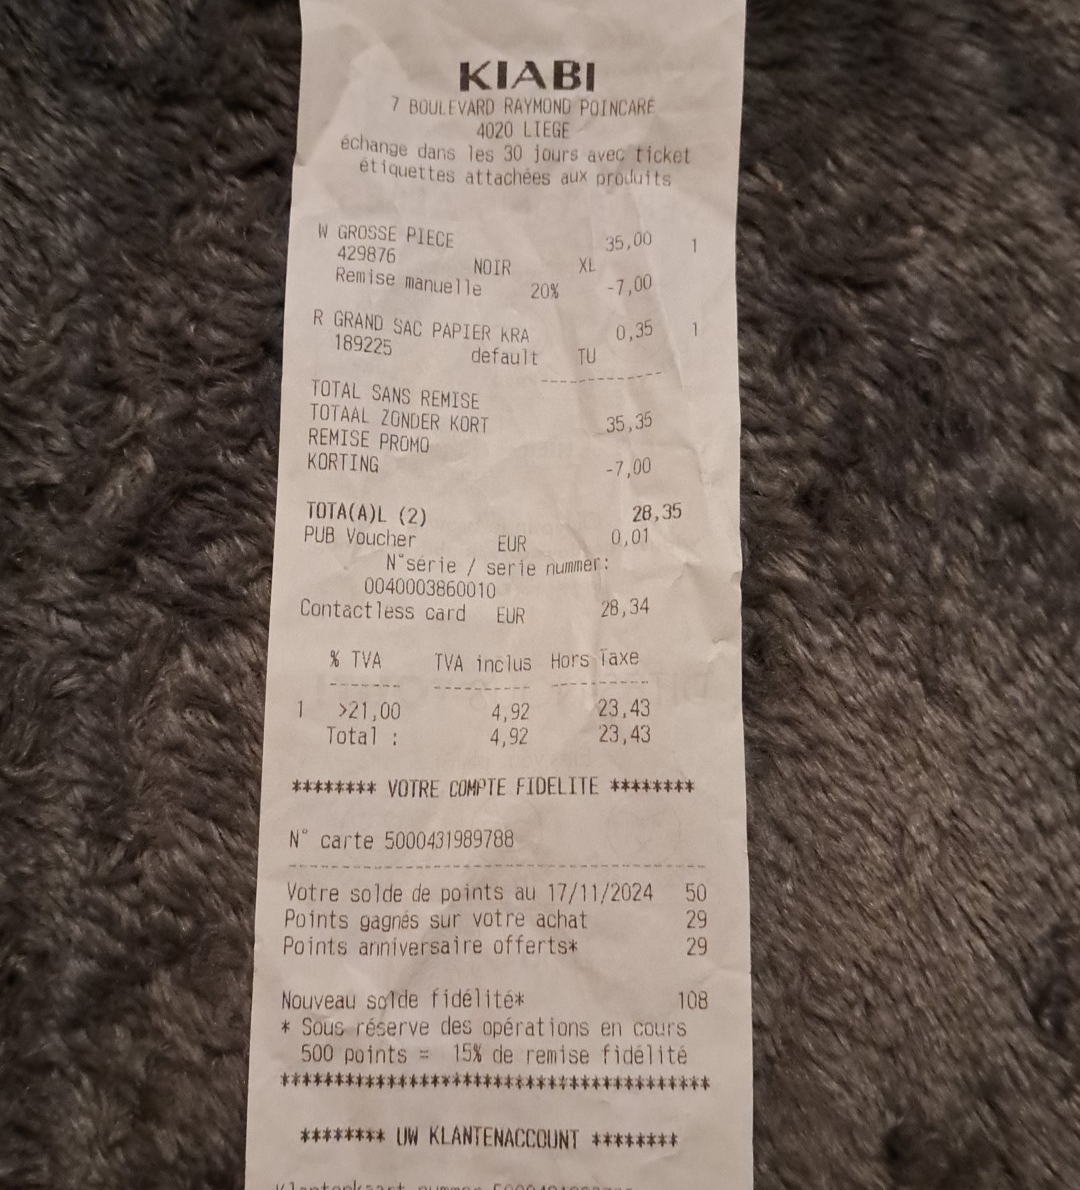 KIABI
7 BOULEVARD RAYMOND POINCARÉ
4020 LIEGE
échange dans les 30 jours avec ticket
étiquettes attachées aux produits
W GROSSE PIECE 35,00 1
429876 NOIR XL
Remise manuelle 20% -7,00
R GRAND SAC PAPIER KRA 0,35 1
189225 default TU
TOTAL SANS REMISE
TOTAAL ZONDER KORT 35,35
REMISE PROMO
KORTING -7,00
TOTA(A)L (2) 28,35
PUB Voucher EUR 0,01
N°série / serie nummer:
0040003860010
Contactless card EUR 28,34
% TVA TVA inclus Hors Taxe
1 >21,00 4,92 23,43
Total : 4,92 23,43
******** VOTRE COMPTE FIDELITE ********
N° carte 5000431989788
Votre solde de points au 17/11/2024 50
Points gagnés sur votre achat 29
Points anniversaire offerts* 29
Nouveau solde fidélité* 108
* Sous réserve des opérations en cours
500 points = 15% de remise fidélité
****************************************
******** UW KLANTENACCOUNT ********
Klantenkaart nummer